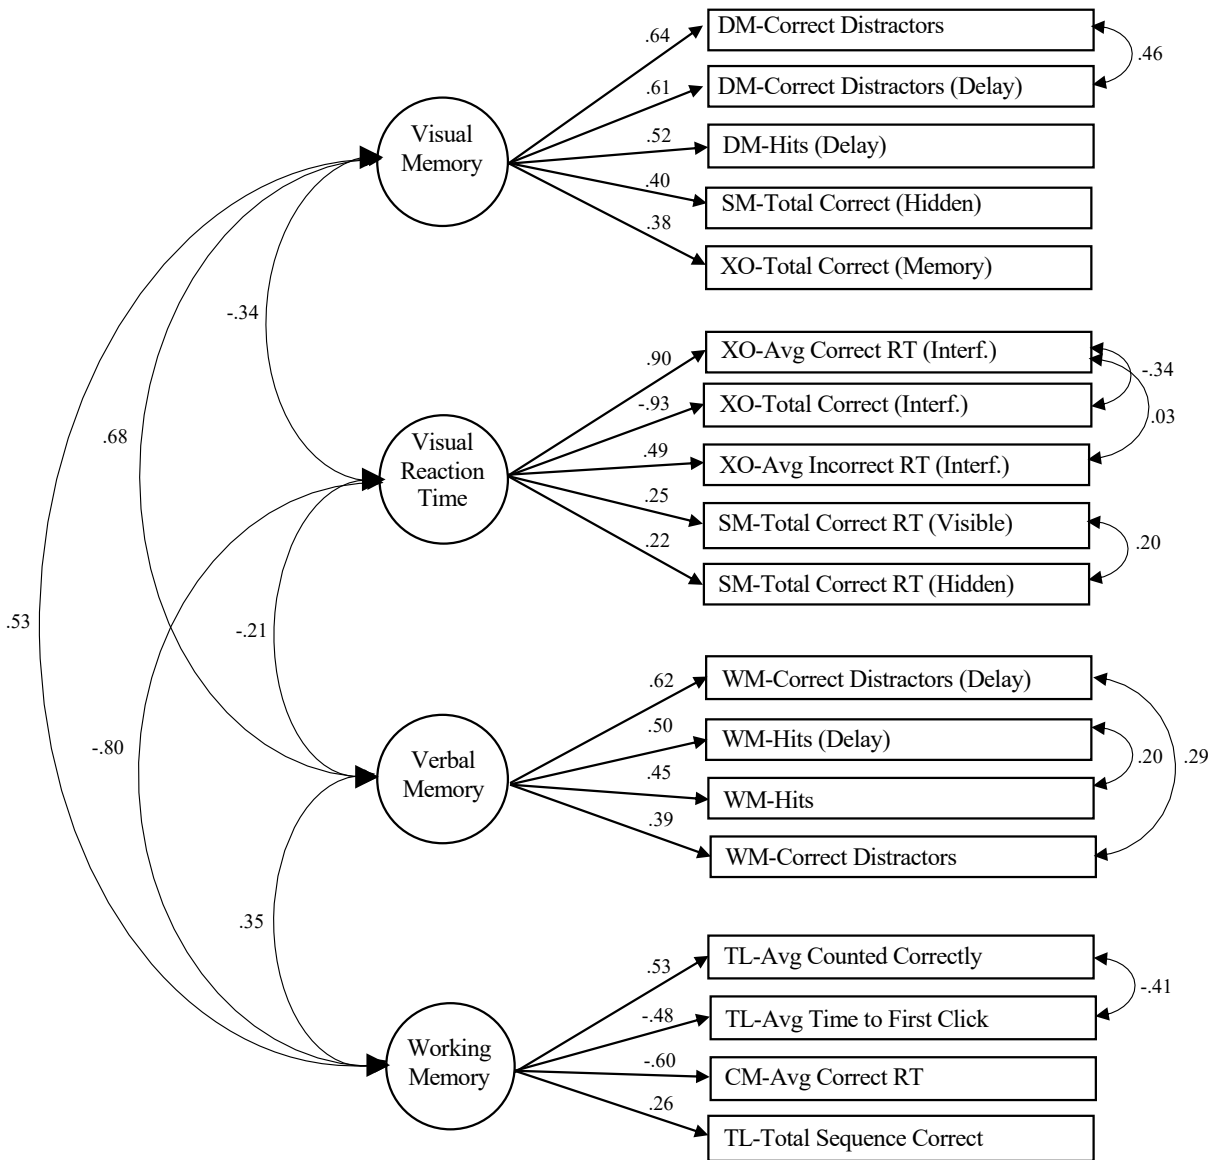 DM-Correct Distractors
.64
.46
.61
DM-Correct Distractors (Delay)
Visual
Memory
.52
DM-Hits (Delay)
.40
SM-Total Correct (Hidden)
.38
XO-Total Correct (Memory)
-.34
.90
XO-Avg Correct RT (Interf.)
-.34
-.93
XO-Total Correct (Interf.)
.03
.68
Visual
Reaction
Time
.49
XO-Avg Incorrect RT (Interf.)
.25
SM-Total Correct RT (Visible)
.20
.22
SM-Total Correct RT (Hidden)
.53
-.21
.62
WM-Correct Distractors (Delay)
-.80
.50
WM-Hits (Delay)
.20
.29
Verbal
Memory
.45
WM-Hits
.39
WM-Correct Distractors
.35
.53
TL-Avg Counted Correctly
-.41
-.48
TL-Avg Time to First Click
Working
Memory
-.60
CM-Avg Correct RT
.26
TL-Total Sequence Correct